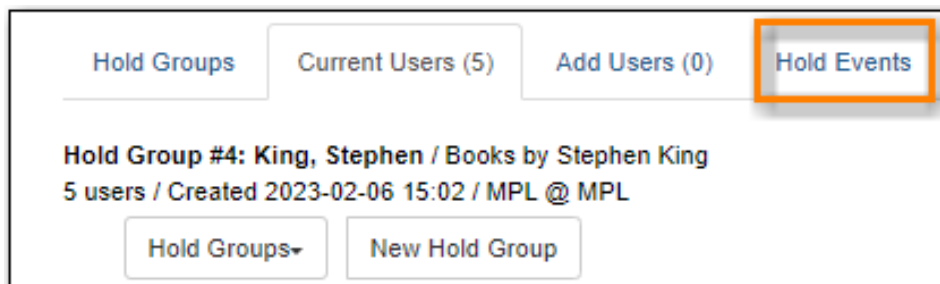 Hold Groups Current Users (5) Add Users (0) Hold Events
Hold Group #4: King, Stephen / Books by Stephen King
5 users / Created 2023-02-06 15:02 / MPL @ MPL
Hold Groups New Hold Group